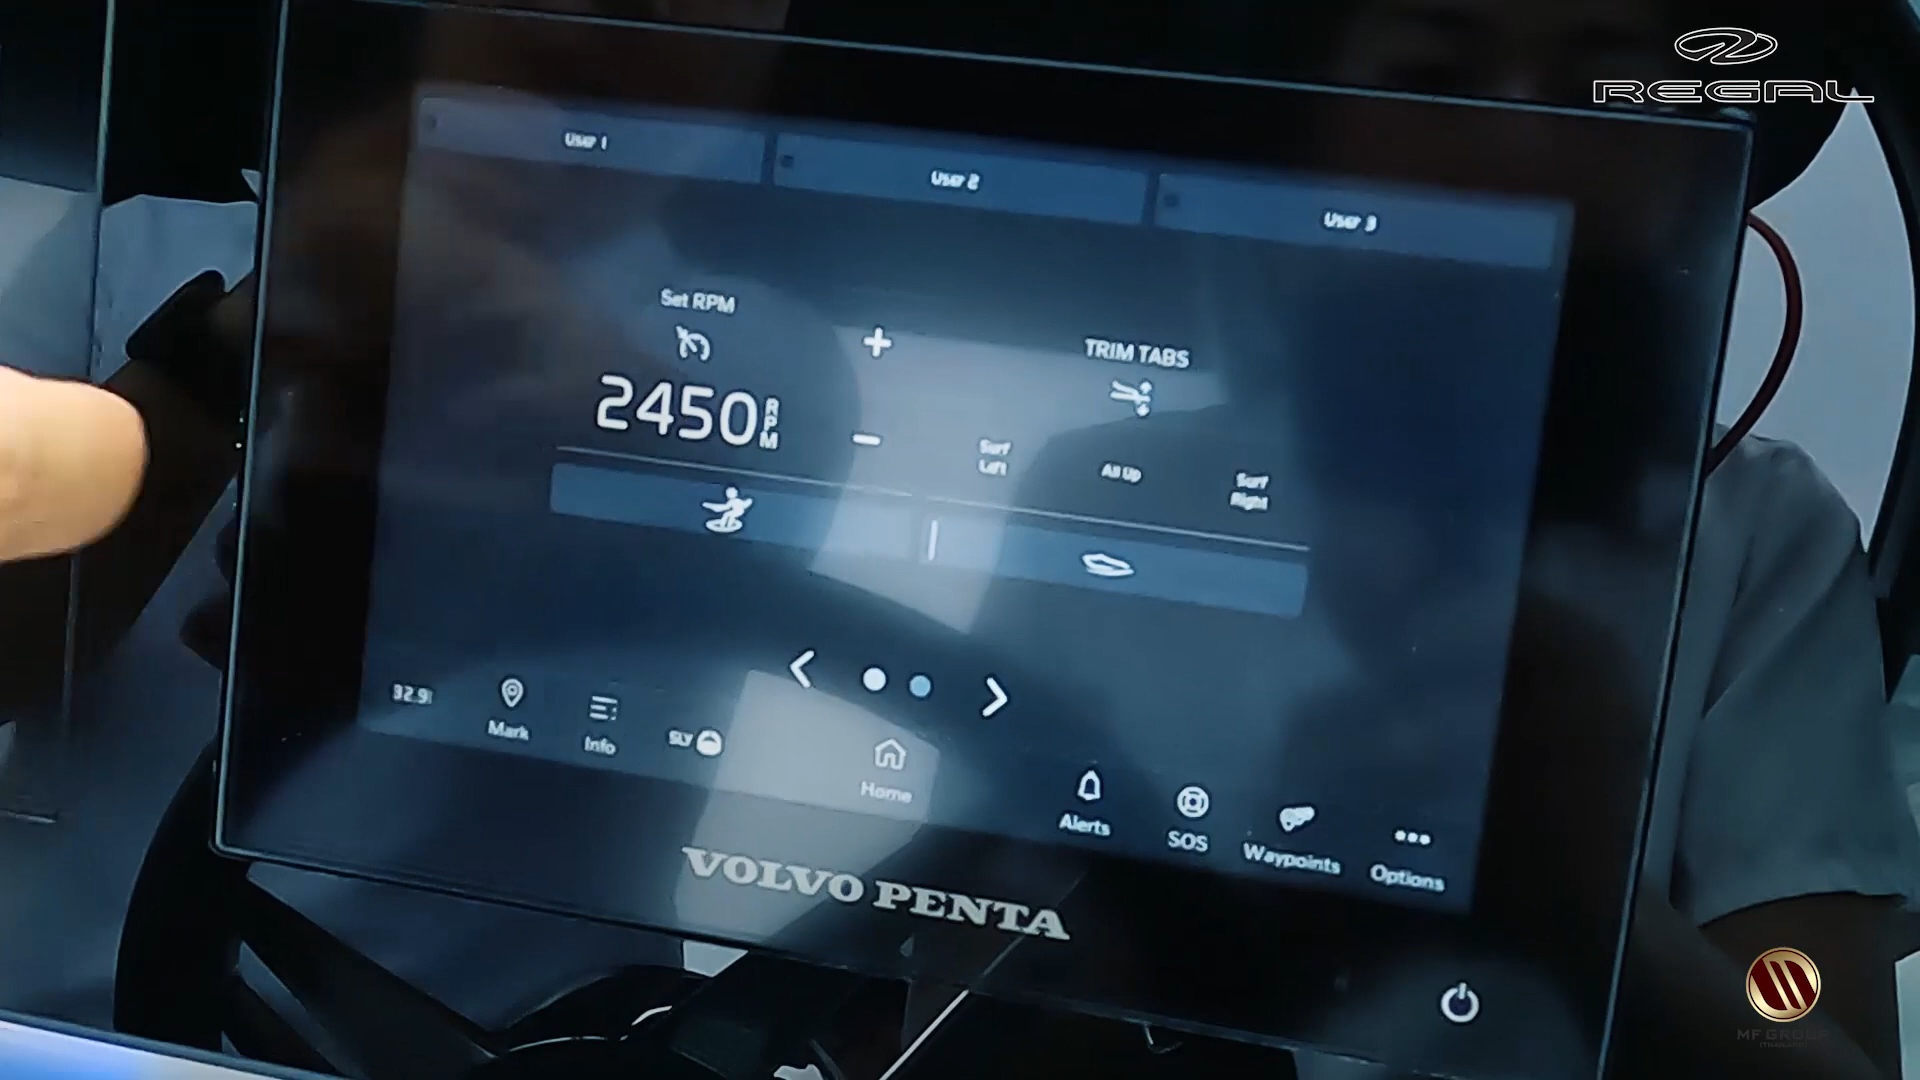 REGAL
User 1
User 2
User 3
Set RPM
TRIM TABS
2450 RPM
Surf Left
All Up
Surf Right
32.9
Mark
Info
SLY
Home
Alerts
SOS
Waypoints
Options
VOLVO PENTA
MF GROUP